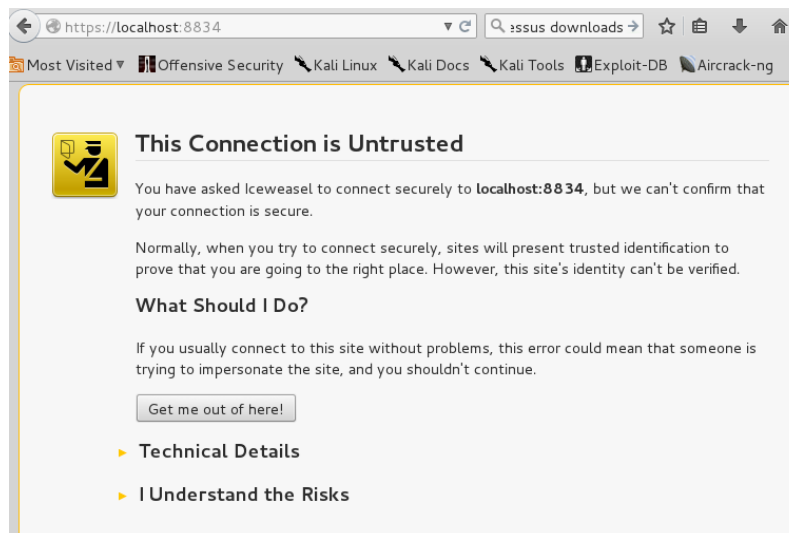 https://localhost:8834 essus downloads
Most Visited Offensive Security Kali Linux Kali Docs Kali Tools Exploit-DB Aircrack-ng
This Connection is Untrusted
You have asked Iceweasel to connect securely to localhost:8834, but we can't confirm that
your connection is secure.
Normally, when you try to connect securely, sites will present trusted identification to
prove that you are going to the right place. However, this site's identity can't be verified.
What Should I Do?
If you usually connect to this site without problems, this error could mean that someone is
trying to impersonate the site, and you shouldn't continue.
Get me out of here!
Technical Details
I Understand the Risks